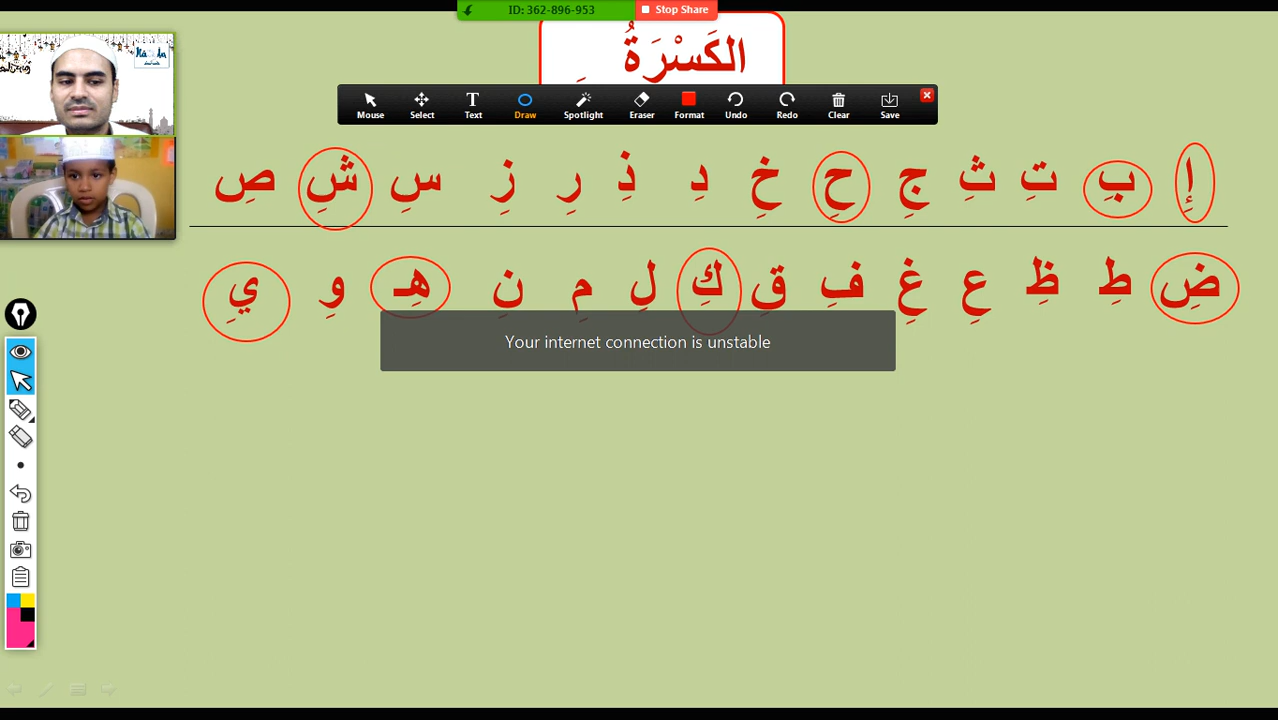 ID: 362-896-953
Stop Share
الكَسْرَةُ ـِ
Mouse Select Text Draw Spotlight Eraser Format Undo Redo Clear Save
إِ بِ تِ ثِ جِ حِ خِ دِ ذِ رِ زِ سِ شِ صِ
ضِ طِ ظِ عِ غِ فِ قِ كِ لِ مِ نِ هِـ وِ يِ
Your internet connection is unstable